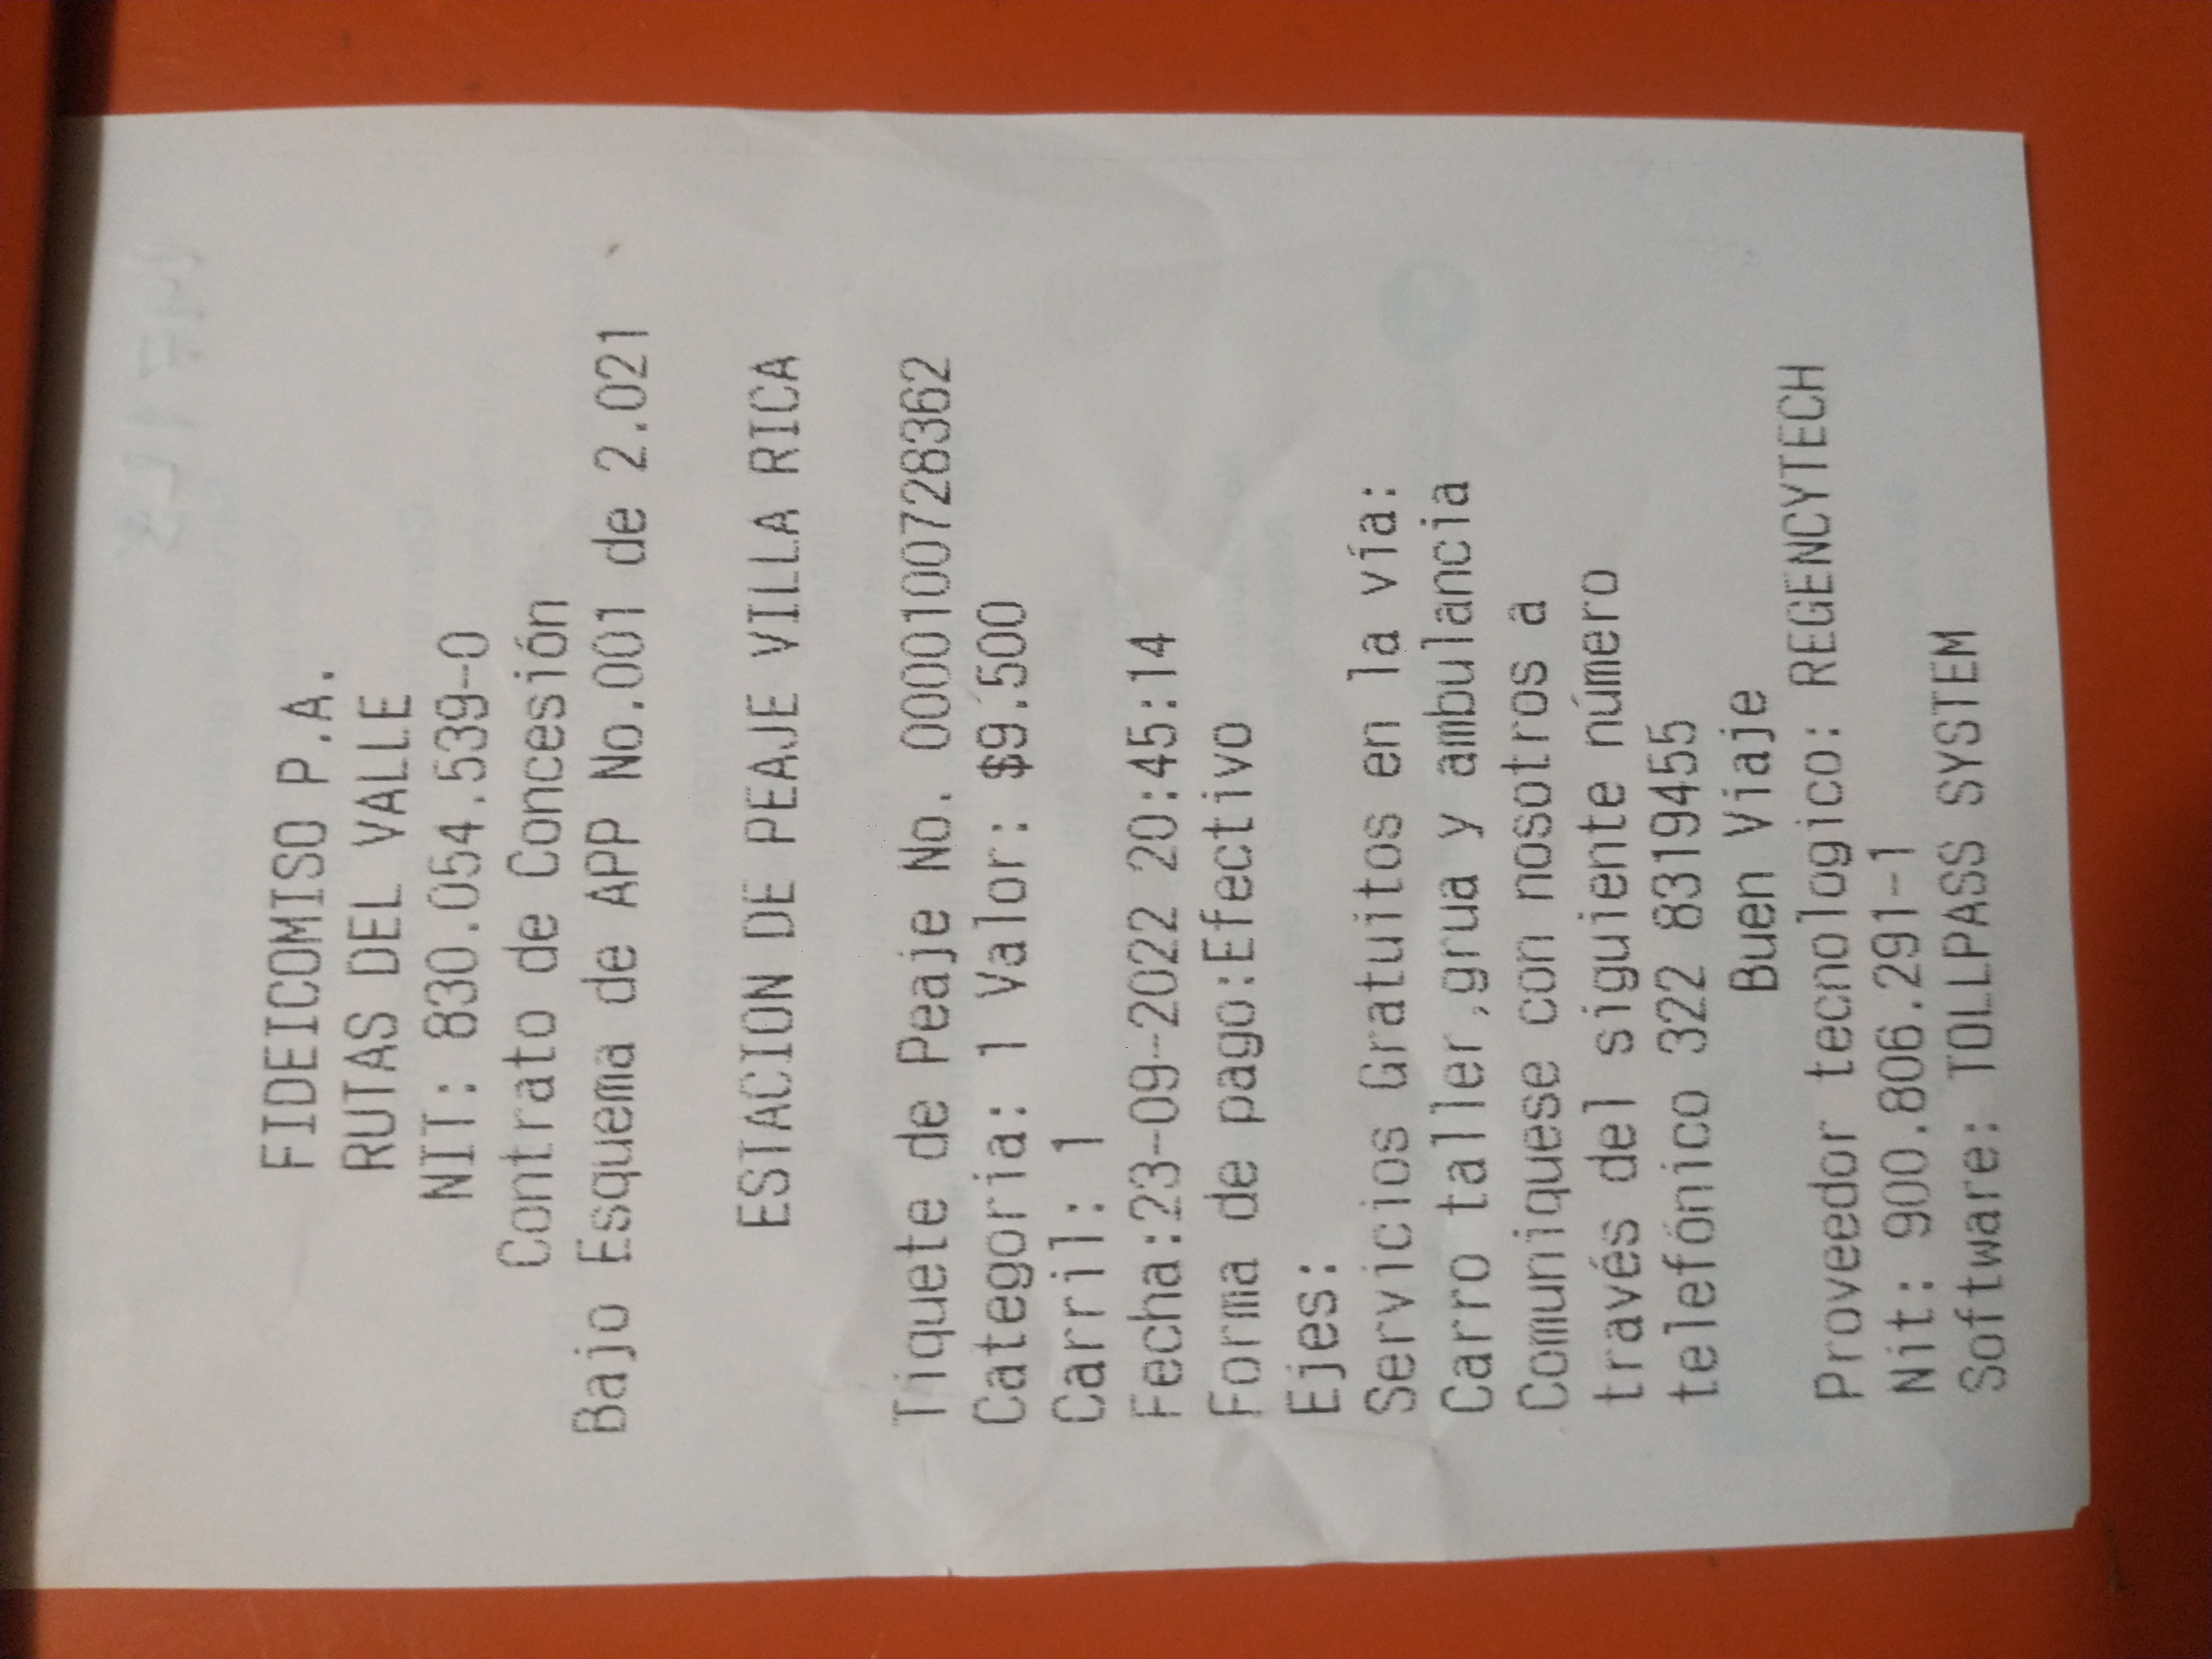 FIDEICOMISO P.A.
RUTAS DEL VALLE
NIT: 830.054.539-0
Contrato de Concesión
Bajo Esquema de APP No.001 de 2.021
ESTACION DE PEAJE VILLA RICA
Tiquete de Peaje No. 0000100728362
Categoria: 1 Valor: $9.500
Carril: 1
Fecha:23-09-2022 20:45:14
Forma de pago:Efectivo
Ejes:
Servicios Gratuitos en la vía:
Carro taller,grua y ambulancia
Comuniquese con nosotros a
través del siguiente número
telefónico 322 8319455
Buen Viaje
Proveedor tecnologico: REGENCYTECH
Nit: 900.806.291-1
Software: TOLLPASS SYSTEM